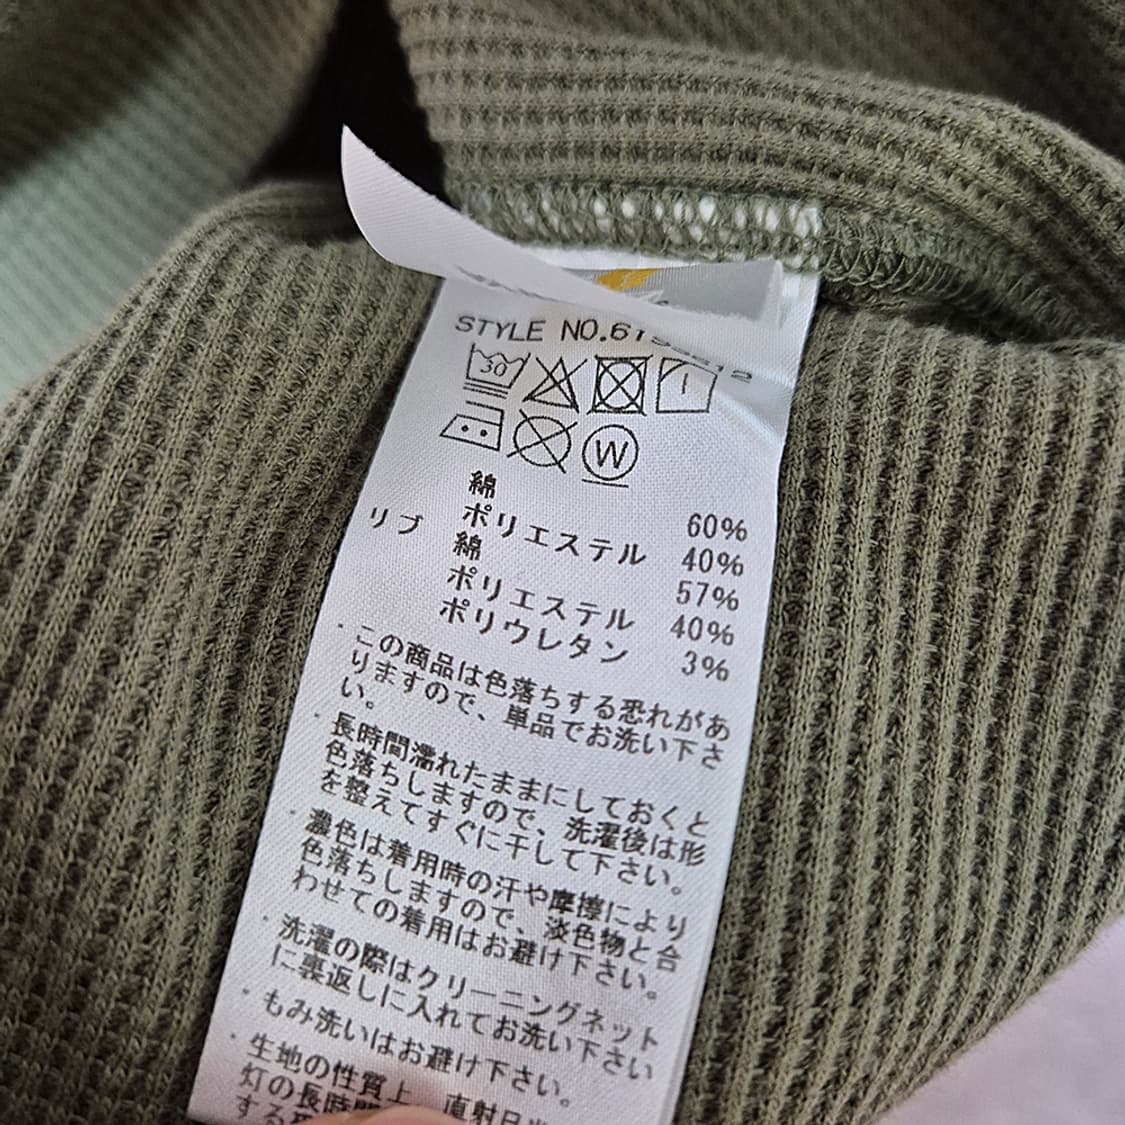 STYLE NO.61
30
W
綿 60%
ポリエステル 40%
リブ 綿 57%
ポリエステル 40%
ポリウレタン 3%
・この商品は色落ちする恐れがあ
りますので、単品でお洗い下さ
い。
・長時間濡れたままにしておくと
色落ちしますので、洗濯後は形
を整えてすぐに干して下さい。
・濃色は着用時の汗や摩擦により
色落ちしますので、淡色物と合
わせての着用はお避け下さい。
・洗濯の際はクリーニングネット
に裏返しに入れてお洗い下さい
・もみ洗いはお避け下さい。
・生地の性質上、直射日
灯の長時間
する